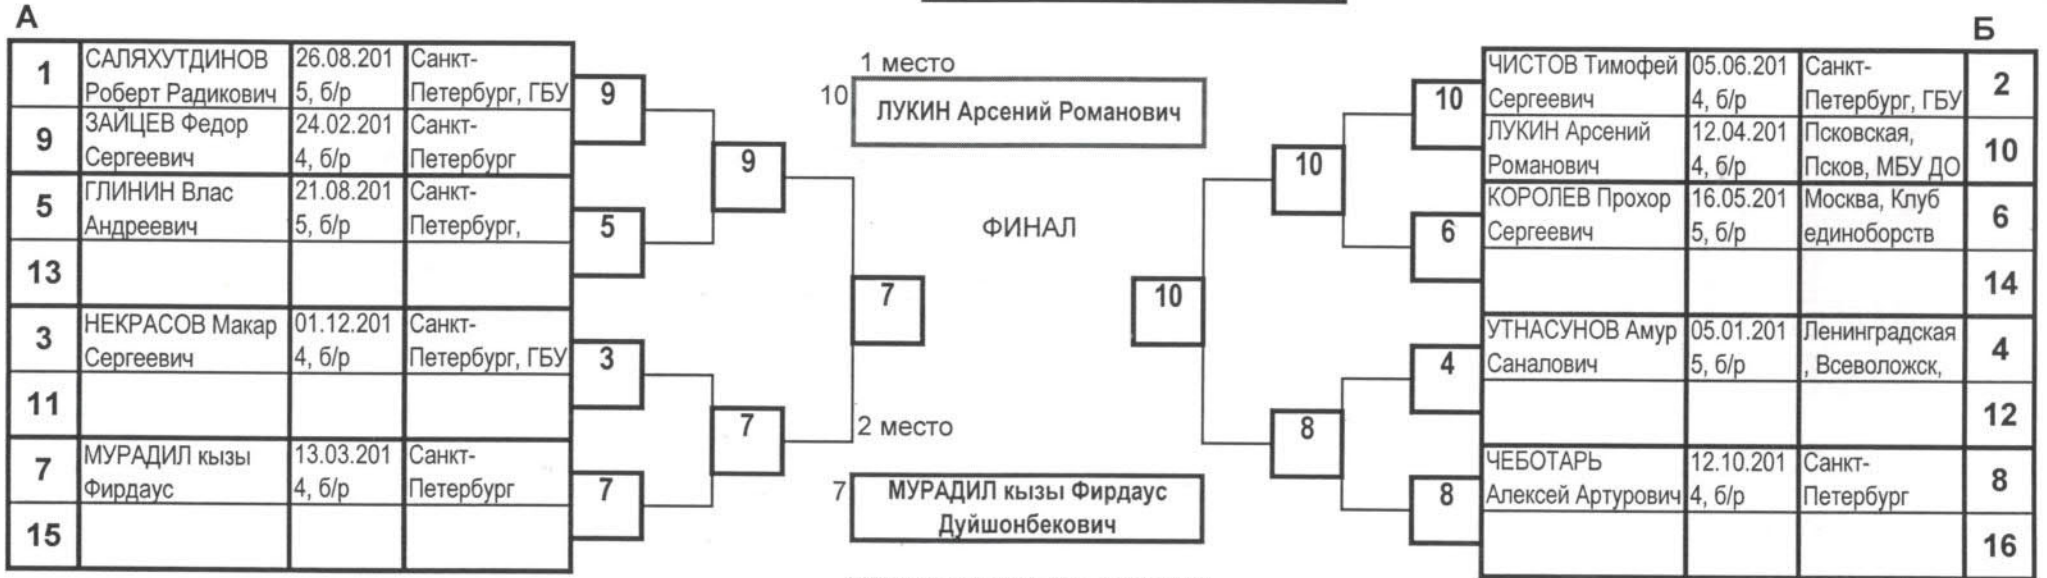 А
1 САЛЯХУТДИНОВ 26.08.201 Санкт-
Роберт Радикович 5, б/р Петербург, ГБУ
9 ЗАЙЦЕВ Федор 24.02.201 Санкт-
Сергеевич 4, б/р Петербург
5 ГЛИНИН Влас 21.08.201 Санкт-
Андреевич 5, б/р Петербург,
13
3 НЕКРАСОВ Макар 01.12.201 Санкт-
Сергеевич 4, б/р Петербург, ГБУ
11
7 МУРАДИЛ кызы 13.03.201 Санкт-
Фирдаус 4, б/р Петербург
15
9
5
3
7
9
7
7
1 место
10 ЛУКИН Арсений Романович
ФИНАЛ
2 место
7 МУРАДИЛ кызы Фирдаус
Дуйшонбекович
10
10
8
10
6
4
8
Б
ЧИСТОВ Тимофей 05.06.201 Санкт- 2
Сергеевич 4, б/р Петербург, ГБУ
ЛУКИН Арсений 12.04.201 Псковская, 10
Романович 4, б/р Псков, МБУ ДО
КОРОЛЕВ Прохор 16.05.201 Москва, Клуб 6
Сергеевич 5, б/р единоборств
14
УТНАСУНОВ Амур 05.01.201 Ленинградская 4
Саналович 5, б/р , Всеволожск,
12
ЧЕБОТАРЬ 12.10.201 Санкт- 8
Алексей Артурович 4, б/р Петербург
16